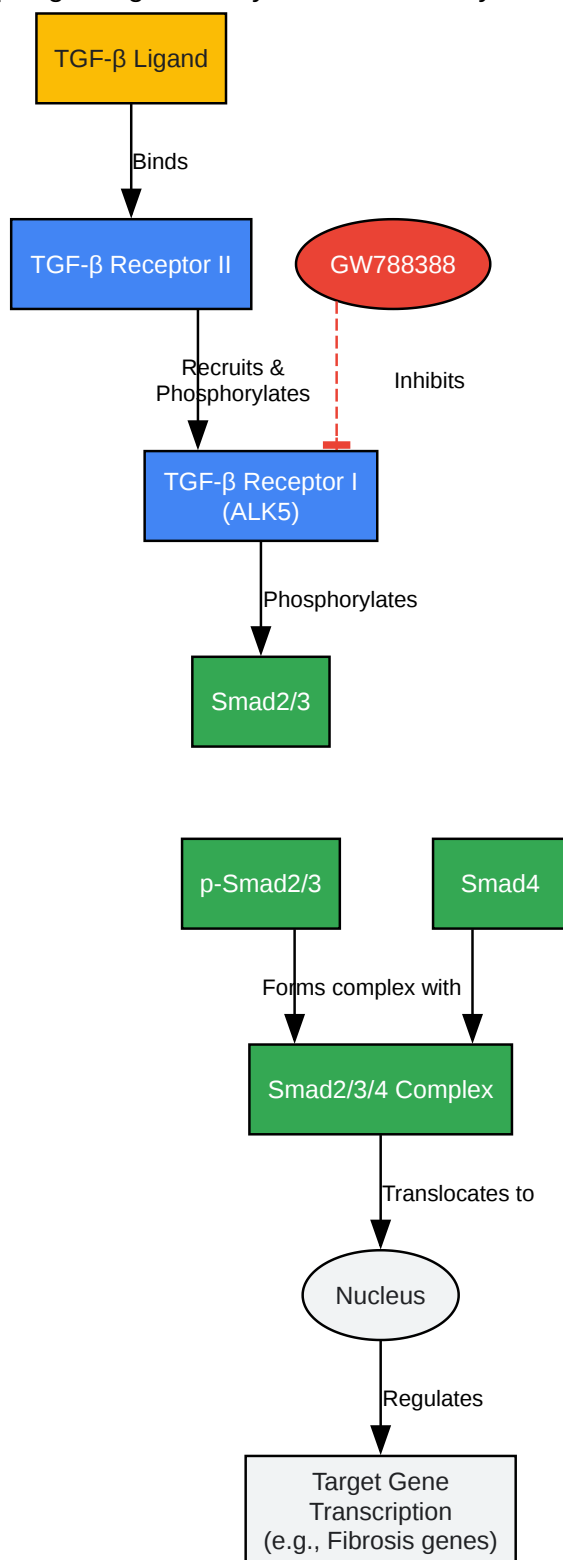 TGF-β Ligand
Binds
TGF-β Receptor II
GW788388
Recruits &
Phosphorylates
Inhibits
TGF-β Receptor I
(ALK5)
Phosphorylates
Smad2/3
p-Smad2/3
Smad4
Forms complex with
Smad2/3/4 Complex
Translocates to
Nucleus
Regulates
Target Gene
Transcription
(e.g., Fibrosis genes)